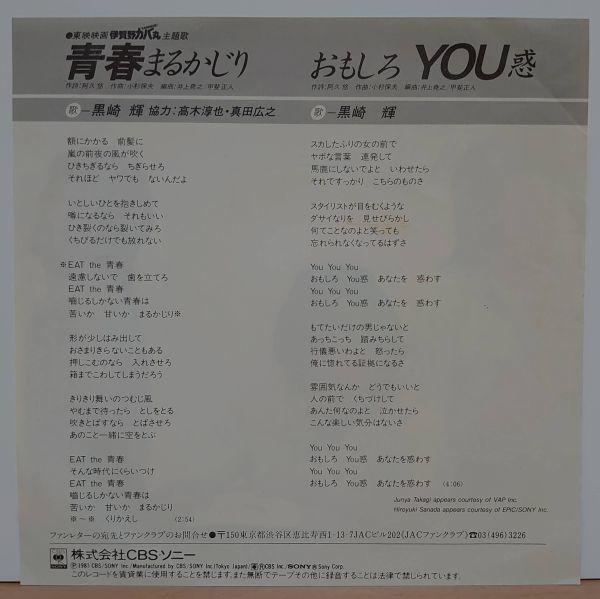 ●東映映画 伊賀野カバ丸 主題歌
青春まるかじり
作詩：阿久 悠　作曲：小杉保夫　編曲：井上堯之／甲斐正人
歌－黒崎 輝 協力：高木淳也・真田広之
額にかかる　前髪に
嵐の前夜の風が吹く
ひきちぎるなら　ちぎらせろ
それほど　ヤワでも　ないんだよ
いとしいひとを抱きしめて
噂になるなら　それもいい
ひき裂くのなら裂いてみろ
くちびるだけでも放れない
※EAT the 青春
遠慮しないで　歯を立てろ
EAT the 青春
嚙じるしかない青春は
苦いか　甘いか　まるかじり※
形が少しはみ出して
おさまりきらないこともある
押しこむのなら　入れさせろ
箱までこわしてしまうだろう
きりきり舞いのつむじ風
やむまで待ったら　としをとる
吹きとばすなら　とばさせろ
あのこと一緒に空をとぶ
EAT the 青春
そんな時代にくらいつけ
EAT the 青春
嚙じるしかない青春は
苦いか　甘いか　まるかじり
※～※　くりかえし　(2:54)
おもしろ YOU惑
作詩：阿久 悠　作曲：小杉保夫　編曲：井上堯之／甲斐正人
歌－黒崎　輝
スカしたふりの女の前で
ヤボな言葉　連発して
馬鹿にしないでよと　いわせたら
それですっかり　こちらのものさ
スタイリストが目をむくような
ダサイなりを　見せびらかし
何てことなのよと笑っても
忘れられなくなってるはずさ
You You You
おもしろ　You惑　あなたを　惑わす
You You You
おもしろ　You惑　あなたを　惑わす
もてたいだけの男じゃないと
あっちこっち　踏みちらして
行儀悪いわよと　怒ったら
俺に惚れてる証拠になるさ
雰囲気なんか　どうでもいいと
人の前で　くちづけして
あんた何なのよと　泣かせたら
こんな楽しい気分はないさ
You You You
おもしろ　You惑　あなたを惑わす
You You You
おもしろ　You惑　あなたを惑わす　(4:06)
Junya Takagi appears courtesy of VAP Inc.
Hiroyuki Sanada appears courtesy of EPIC/SONY Inc.
ファンレターの宛先とファンクラブのお問合せ●〒150東京都渋谷区恵比寿西1-13-7JACビル202《JACファンクラブ》☎03(496)3226
SONY 株式会社CBS・ソニー
Ⓟ1983 CBS/SONY Inc./Manufactured by CBS/SONY Inc.(Tokyo Japan)/
このレコードを賃貸業に使用することを禁じます。また無断でテープその他に録音することは法律で禁じられています。